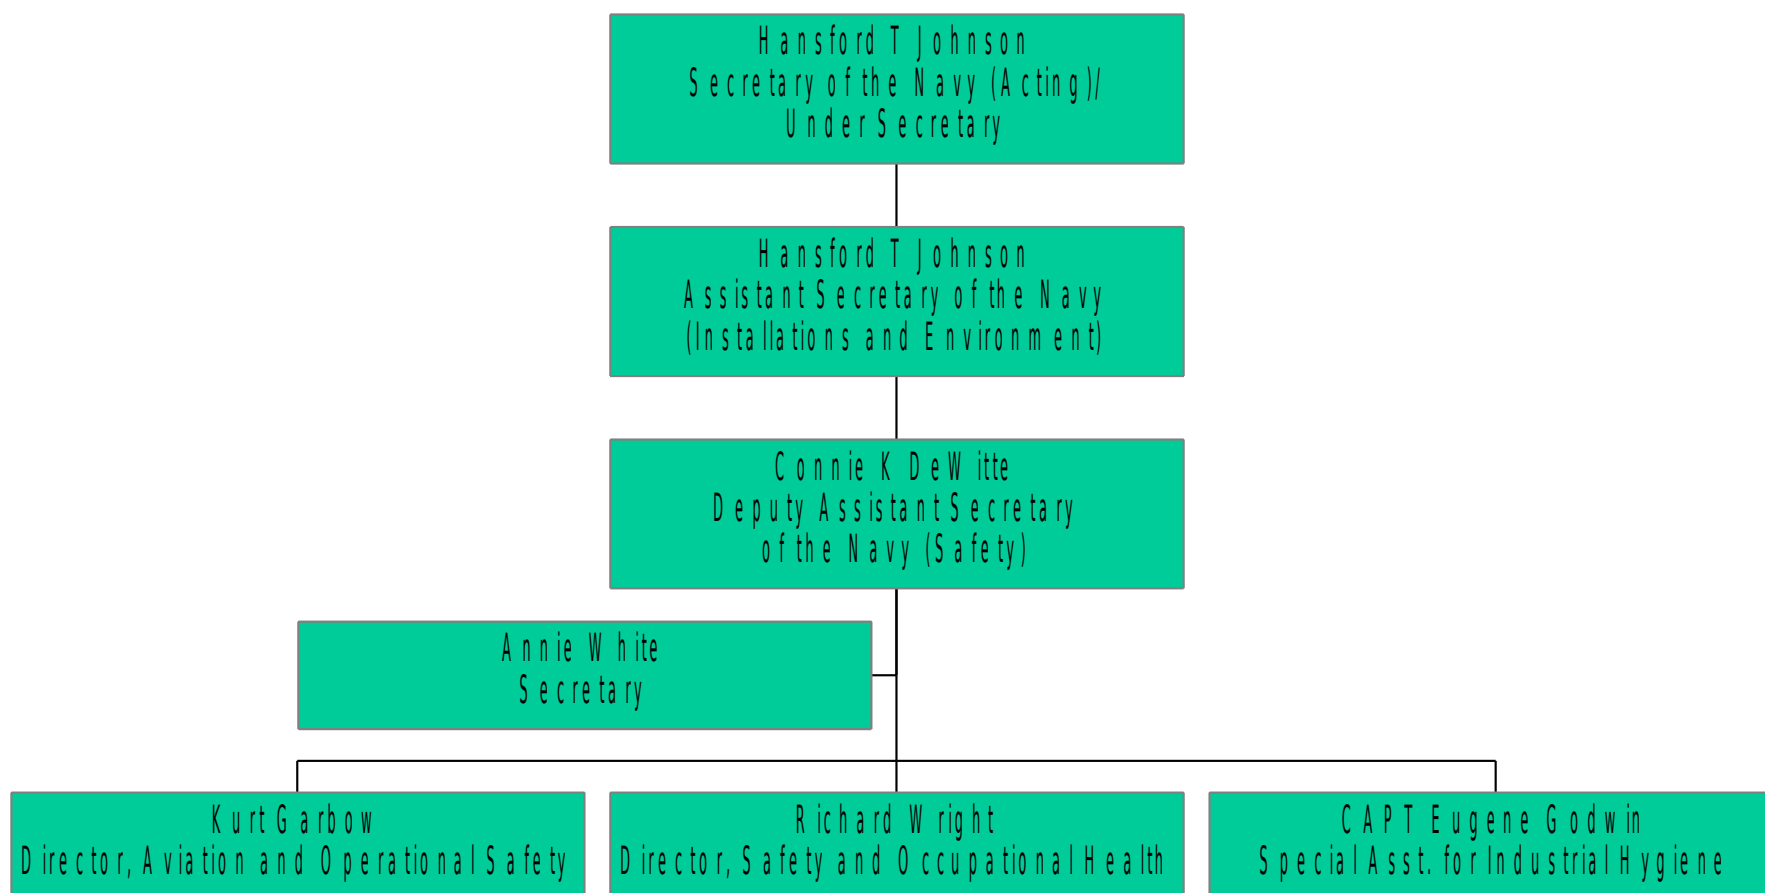 Hansford T Johnson
Secretary of the Navy (Acting)/
Under Secretary
Hansford T Johnson
Assistant Secretary of the Navy
(Installations and Environment)
Connie K DeWitte
Deputy Assistant Secretary
of the Navy (Safety)
Annie White
Secretary
Kurt Garbow
Director, Aviation and Operational Safety
Richard Wright
Director, Safety and Occupational Health
CAPT Eugene Godwin
Special Asst. for Industrial Hygiene